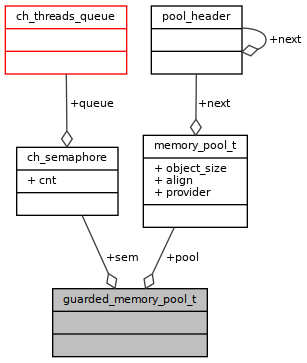 ch_threads_queue
pool_header
+next
+queue
+next
ch_semaphore
+ cnt
memory_pool_t
+ object_size
+ align
+ provider
+sem
+pool
guarded_memory_pool_t